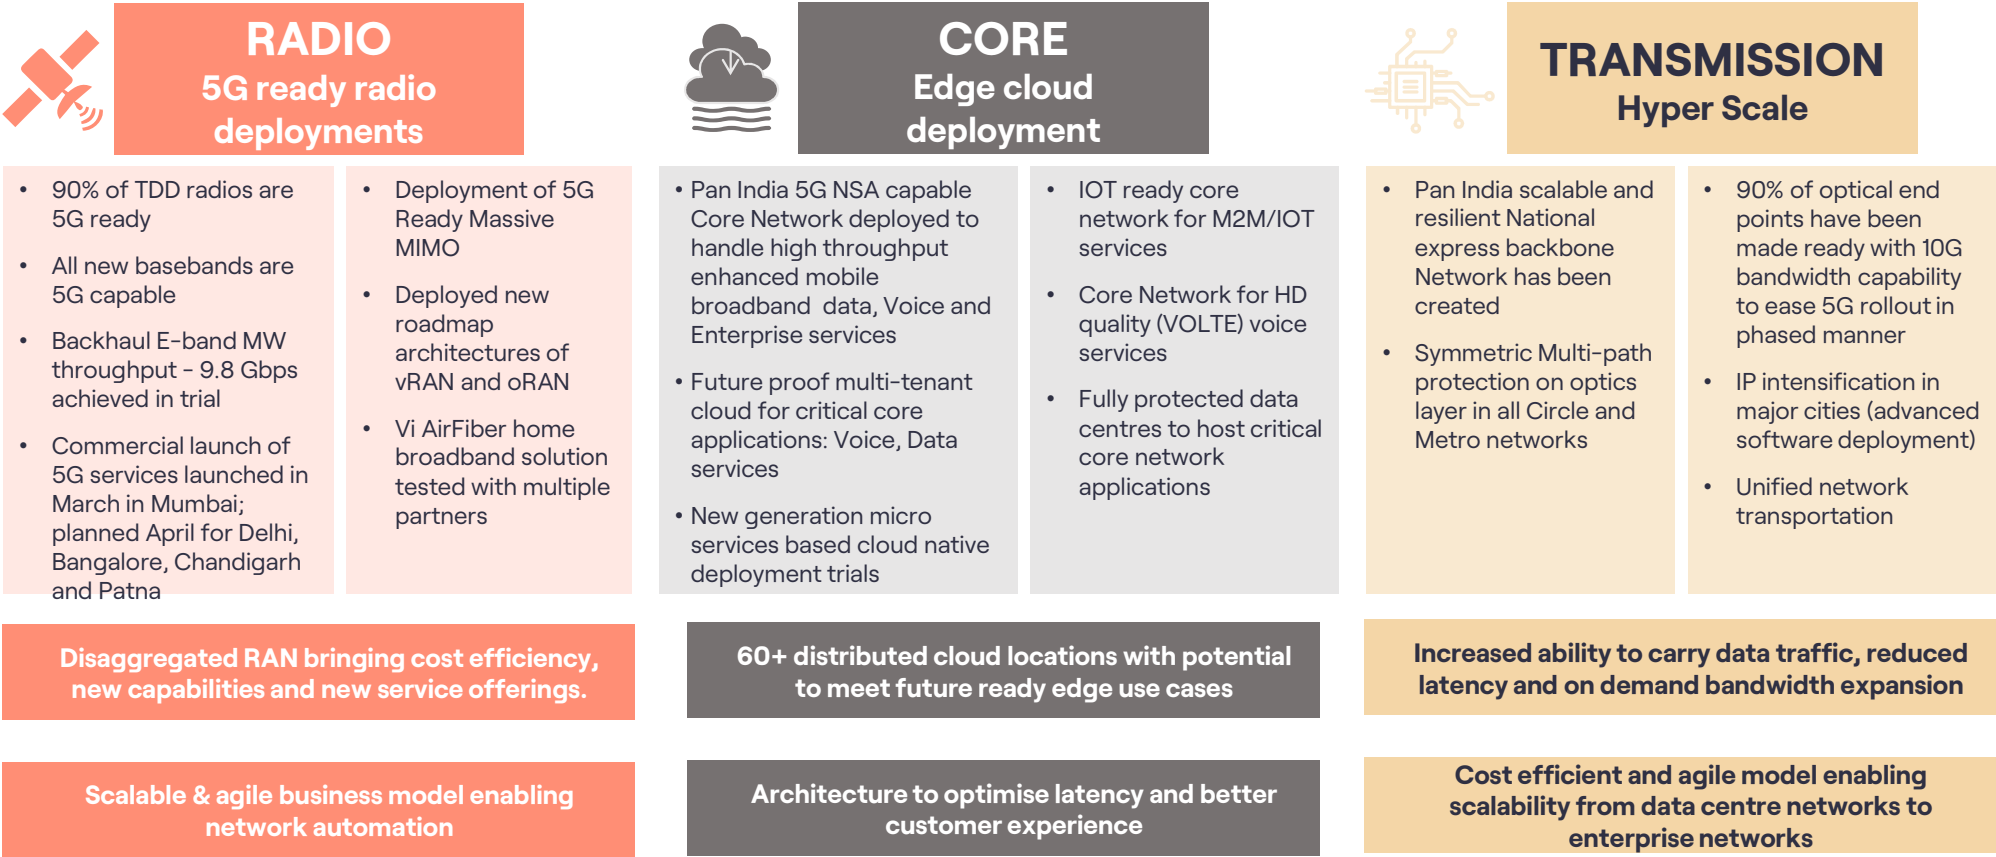 RADIO
5G ready radio
deployments
• 90% of TDD radios are
5G ready
• All new basebands are
5G capable
• Backhaul E-band MW
throughput - 9.8 Gbps
achieved in trial
• Commercial launch of
5G services launched in
March in Mumbai;
planned April for Delhi,
Bangalore, Chandigarh
and Patna
• Deployment of 5G
Ready Massive
MIMO
• Deployed new
roadmap
architectures of
vRAN and oRAN
• Vi AirFiber home
broadband solution
tested with multiple
partners
Disaggregated RAN bringing cost efficiency,
new capabilities and new service offerings.
Scalable & agile business model enabling
network automation
CORE
Edge cloud
deployment
• Pan India 5G NSA capable
Core Network deployed to
handle high throughput
enhanced mobile
broadband  data, Voice and
Enterprise services
• Future proof multi-tenant
cloud for critical core
applications: Voice, Data
services
• New generation micro
services based cloud native
deployment trials
• IOT ready core
network for M2M/IOT
services
• Core Network for HD
quality (VOLTE) voice
services
• Fully protected data
centres to host critical
core network
applications
60+ distributed cloud locations with potential
to meet future ready edge use cases
Architecture to optimise latency and better
customer experience
TRANSMISSION
Hyper Scale
• Pan India scalable and
resilient National
express backbone
Network has been
created
• Symmetric Multi-path
protection on optics
layer in all Circle and
Metro networks
• 90% of optical end
points have been
made ready with 10G
bandwidth capability
to ease 5G rollout in
phased manner
• IP intensification in
major cities (advanced
software deployment)
• Unified network
transportation
Increased ability to carry data traffic, reduced
latency and on demand bandwidth expansion
Cost efficient and agile model enabling
scalability from data centre networks to
enterprise networks